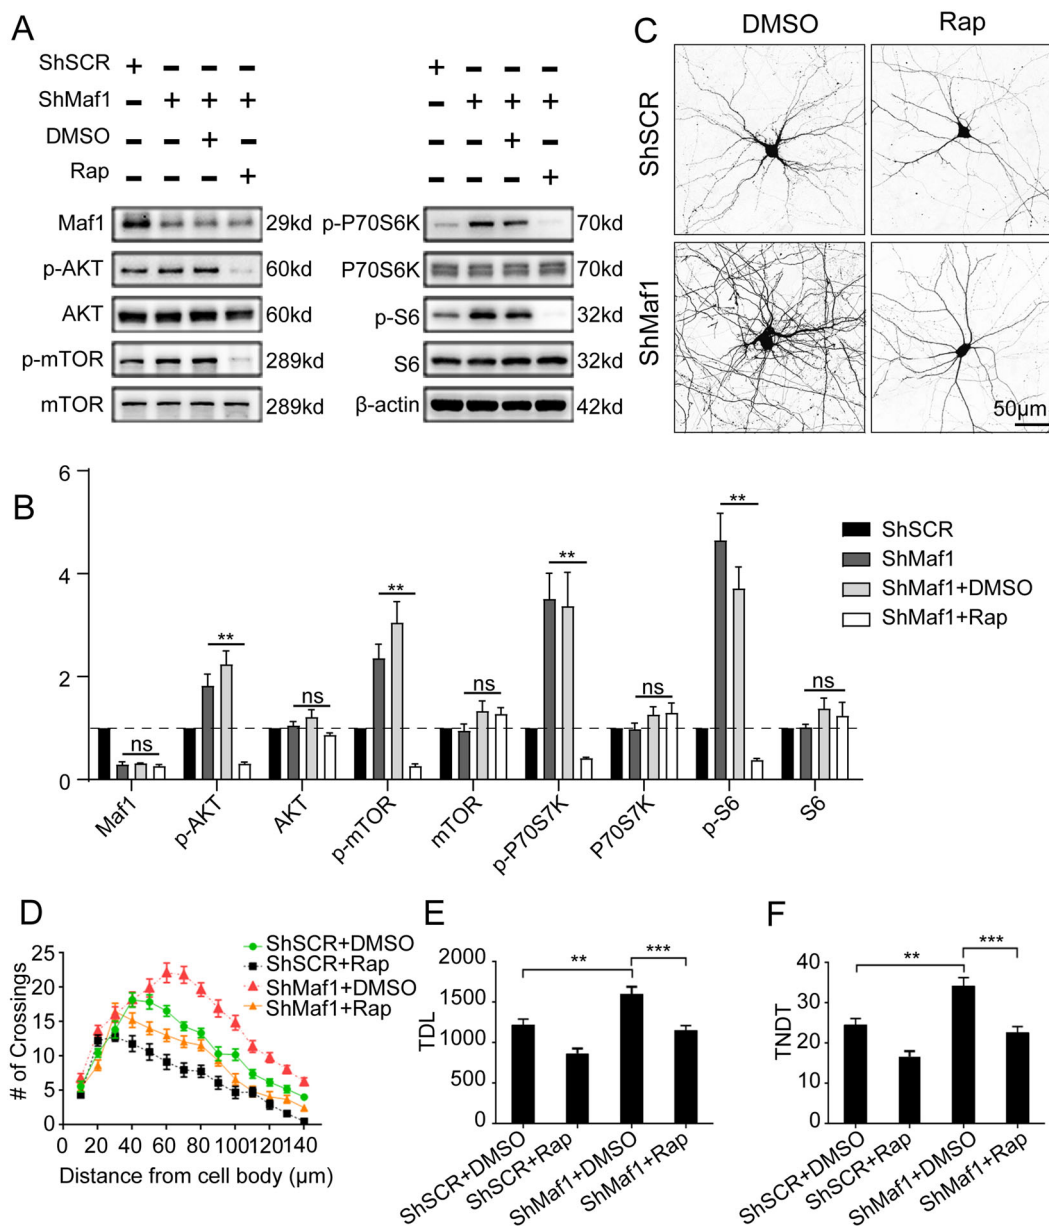 A
ShSCR + − − − + − − −
ShMaf1 − + + + − + + +
DMSO − − + − − − + −
Rap − − − + − − − +
Maf1 29kd p-P70S6K 70kd
p-AKT 60kd P70S6K 70kd
AKT 60kd p-S6 32kd
p-mTOR 289kd S6 32kd
mTOR 289kd β-actin 42kd
C
DMSO Rap
ShSCR
ShMaf1
50μm
B
6
4
2
0
ns
**
ns
**
ns
**
ns
**
ns
Maf1 p-AKT AKT p-mTOR mTOR p-P70S7K P70S7K p-S6 S6
ShSCR
ShMaf1
ShMaf1+DMSO
ShMaf1+Rap
D
# of Crossings
25
20
15
10
5
0
0 20 40 60 80 100 120 140
Distance from cell body (μm)
ShSCR+DMSO
ShSCR+Rap
ShMaf1+DMSO
ShMaf1+Rap
E
TDL
2000
1500
1000
500
0
** ***
ShSCR+DMSO ShSCR+Rap ShMaf1+DMSO ShMaf1+Rap
F
TNDT
40
30
20
10
0
** ***
ShSCR+DMSO ShSCR+Rap ShMaf1+DMSO ShMaf1+Rap